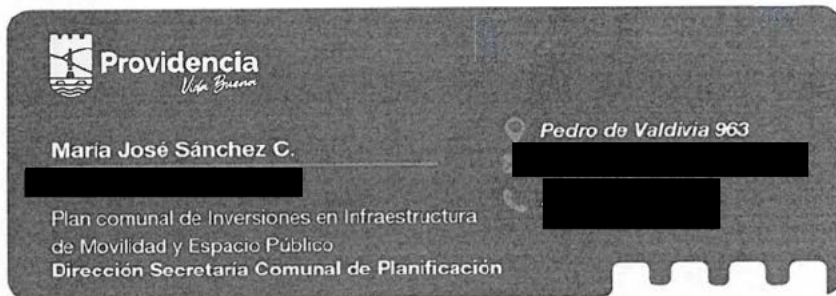 Providencia
Vida Buena
María José Sánchez C.
Plan comunal de Inversiones en Infraestructura
de Movilidad y Espacio Público
Dirección Secretaría Comunal de Planificación
Pedro de Valdivia 963